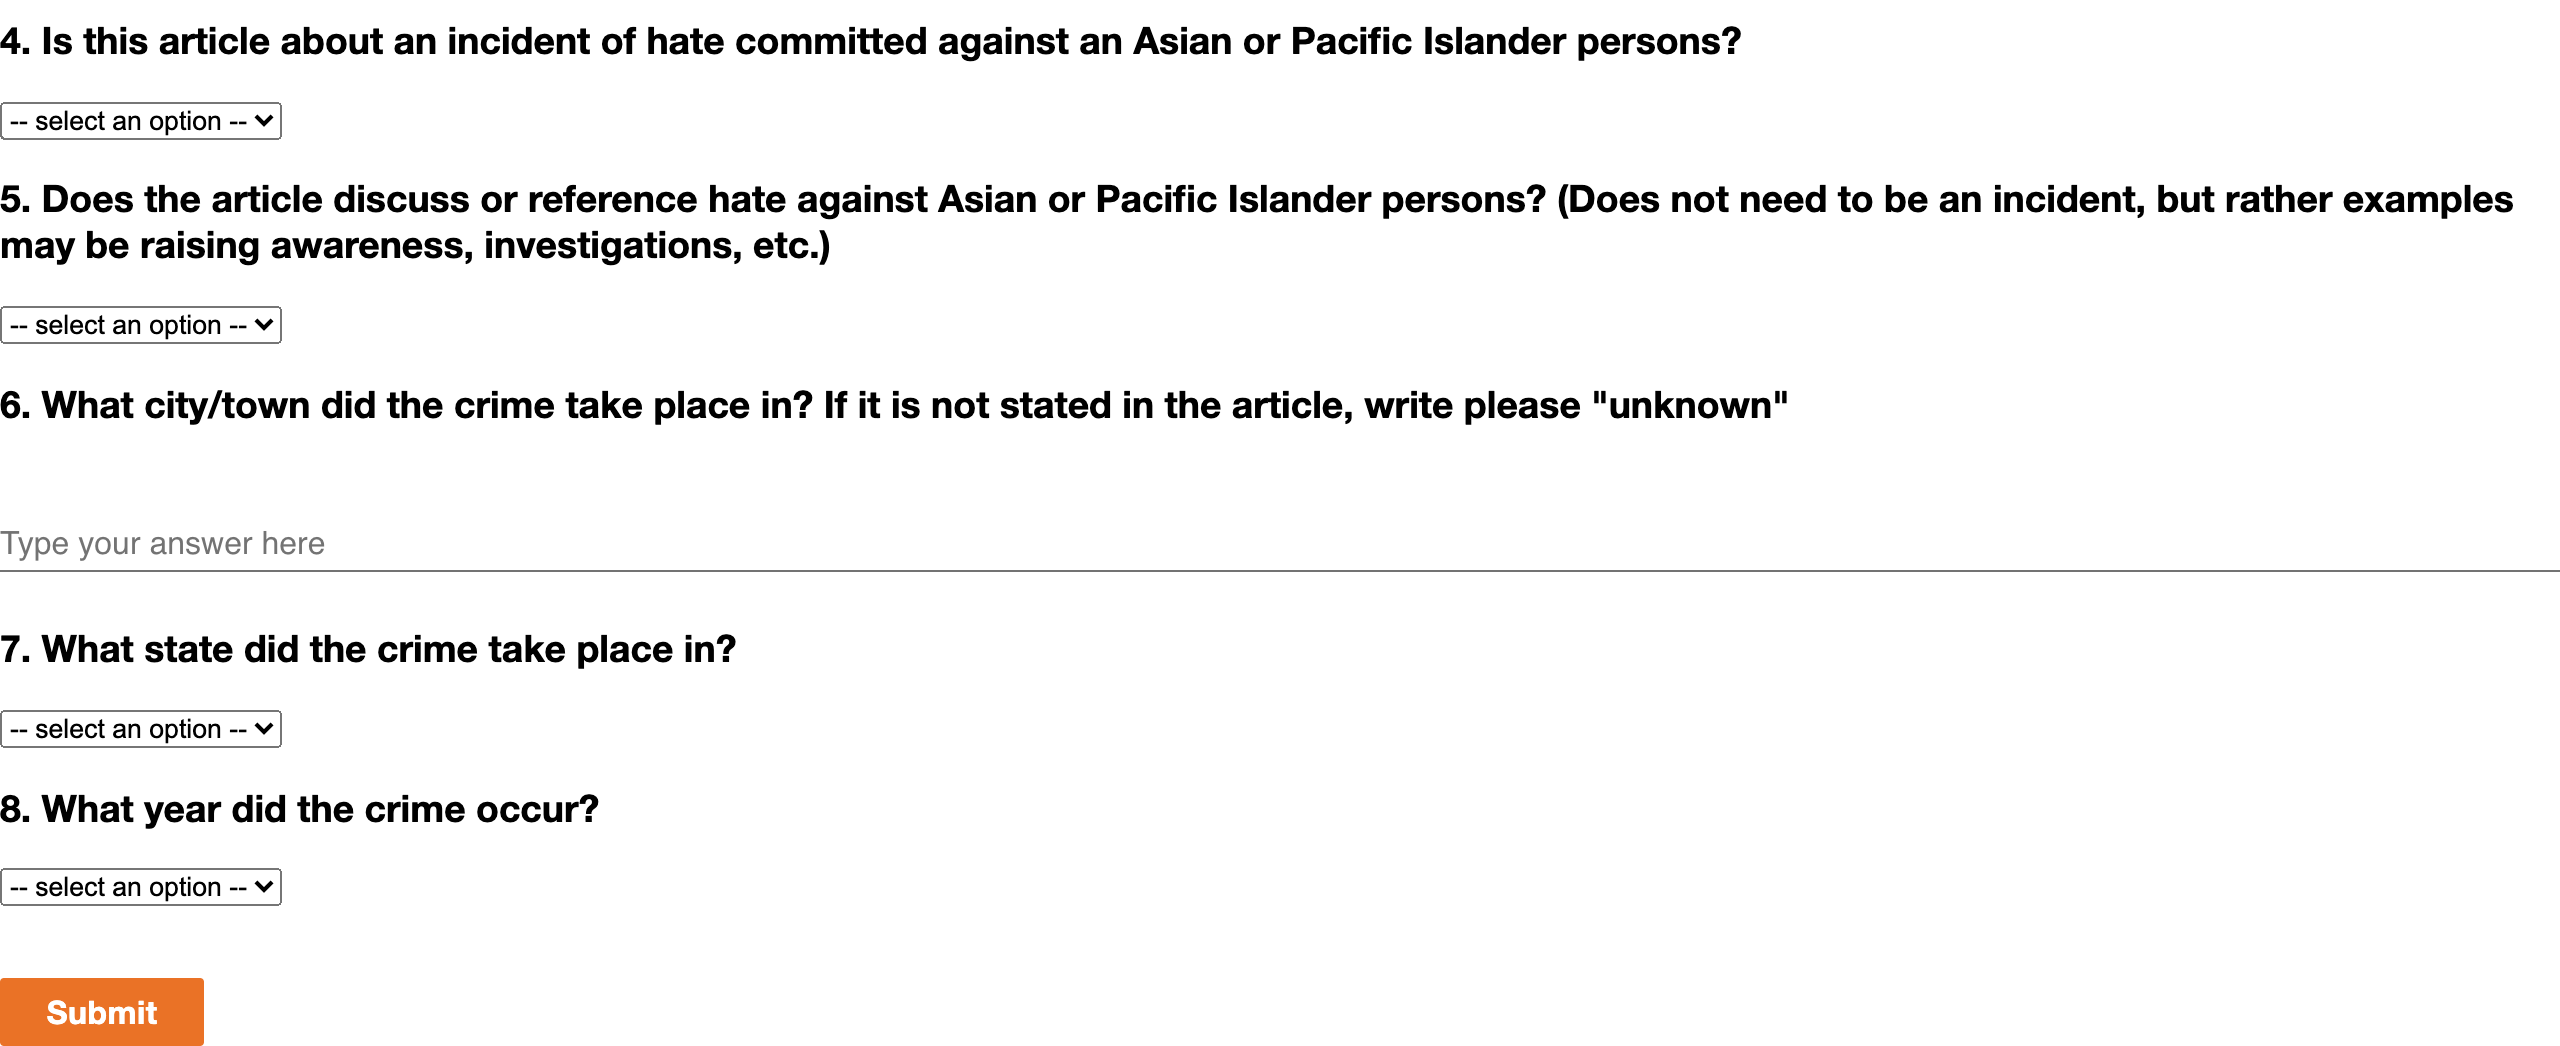 4. Is this article about an incident of hate committed against an Asian or Pacific Islander persons?
-- select an option --
5. Does the article discuss or reference hate against Asian or Pacific Islander persons? (Does not need to be an incident, but rather examples
may be raising awareness, investigations, etc.)
-- select an option --
6. What city/town did the crime take place in? If it is not stated in the article, write please "unknown"
Type your answer here
7. What state did the crime take place in?
-- select an option --
8. What year did the crime occur?
-- select an option --
Submit